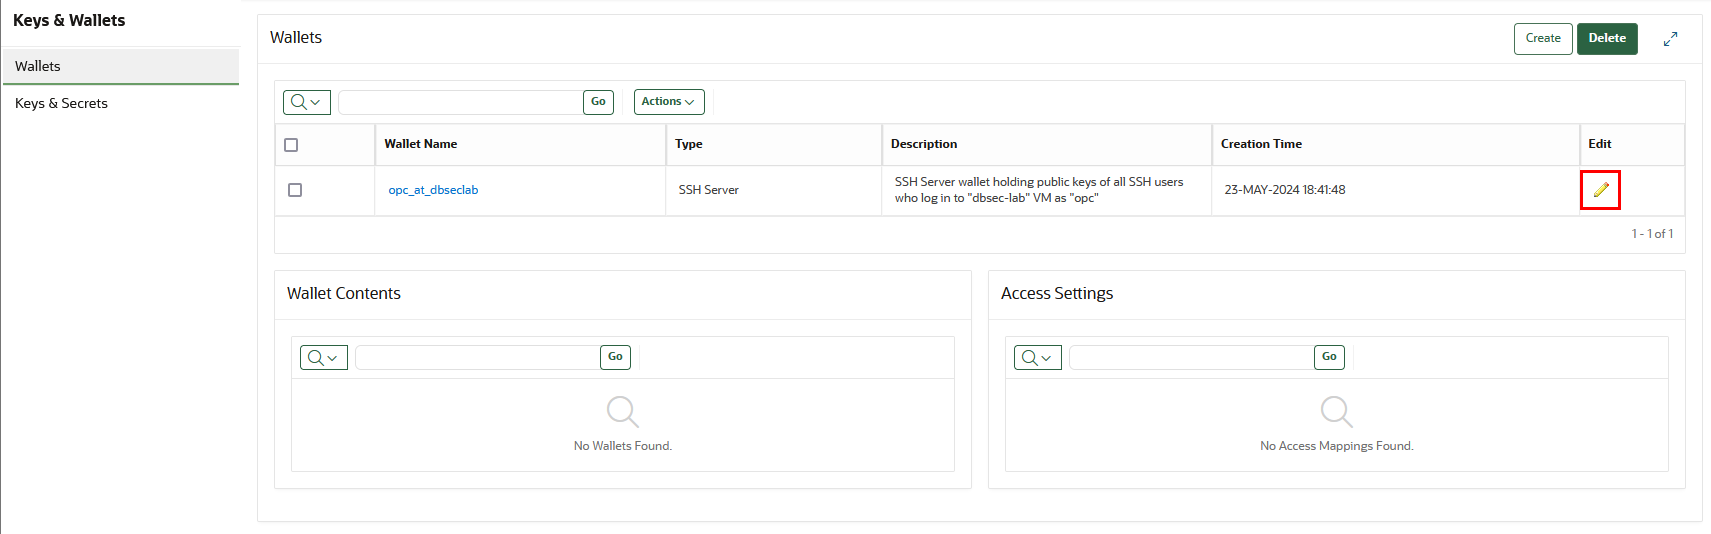 Keys & Wallets
Wallets
Keys & Secrets
Wallets
Create
Delete
Go
Actions
Wallet Name
Type
Description
Creation Time
Edit
opc_at_dbseclab
SSH Server
SSH Server wallet holding public keys of all SSH users
who log in to "dbsec-lab" VM as "opc"
23-MAY-2024 18:41:48
1 - 1 of 1
Wallet Contents
Go
No Wallets Found.
Access Settings
Go
No Access Mappings Found.